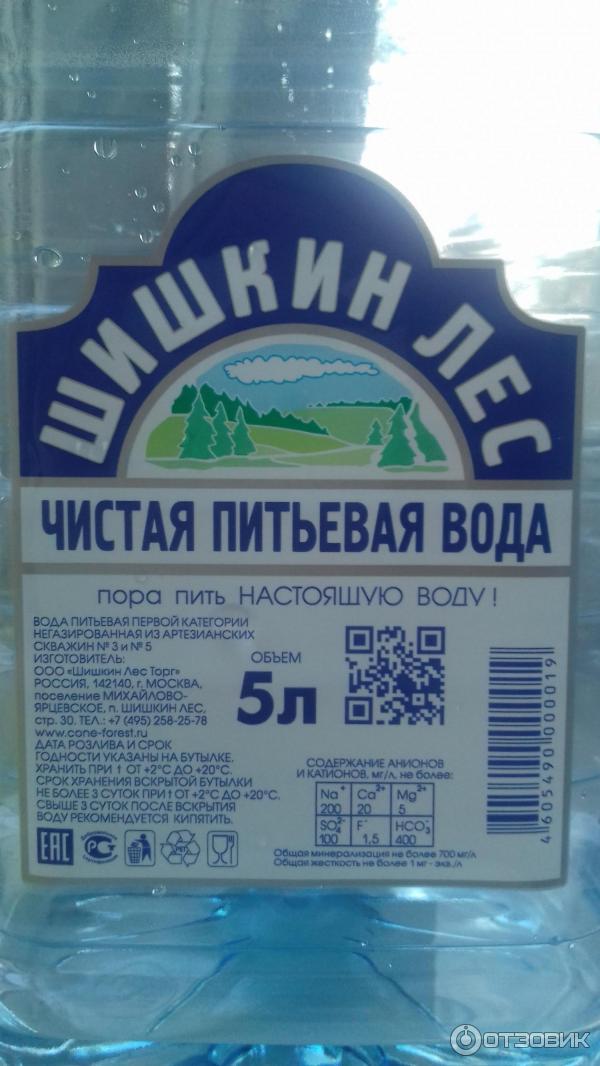 ШИШКИН ЛЕС
ЧИСТАЯ ПИТЬЕВАЯ ВОДА
пора пить НАСТОЯЩУЮ ВОДУ!
ВОДА ПИТЬЕВАЯ ПЕРВОЙ КАТЕГОРИИ
НЕГАЗИРОВАННАЯ ИЗ АРТЕЗИАНСКИХ
СКВАЖИН № 3 и № 5
ИЗГОТОВИТЕЛЬ:
ООО «Шишкин Лес Торг»
РОССИЯ, 142140, г. МОСКВА,
поселение МИХАЙЛОВО-
ЯРЦЕВСКОЕ, п. ШИШКИН ЛЕС,
стр. 30. ТЕЛ.: +7 (495) 258-25-78
www.cone-forest.ru
ДАТА РОЗЛИВА И СРОК
ГОДНОСТИ УКАЗАНЫ НА БУТЫЛКЕ.
ХРАНИТЬ ПРИ t ОТ +2°С ДО +20°С.
СРОК ХРАНЕНИЯ ВСКРЫТОЙ БУТЫЛКИ
НЕ БОЛЕЕ 3 СУТОК ПРИ t ОТ +2°С ДО +20°С.
СВЫШЕ 3 СУТОК ПОСЛЕ ВСКРЫТИЯ
ВОДУ РЕКОМЕНДУЕТСЯ КИПЯТИТЬ.
ОБЪЕМ
5л
СОДЕРЖАНИЕ АНИОНОВ
И КАТИОНОВ, мг/л, не более:
Na⁺ Ca²⁺ Mg²⁺
200 20 5
SO₄²⁻ F⁻ HCO₃⁻
100 1,5 400
Общая минерализация не более 700 мг/л
Общая жесткость не более 1 мг - экв./л
4 605490 000019
EAC
PET
ОТЗОВИК